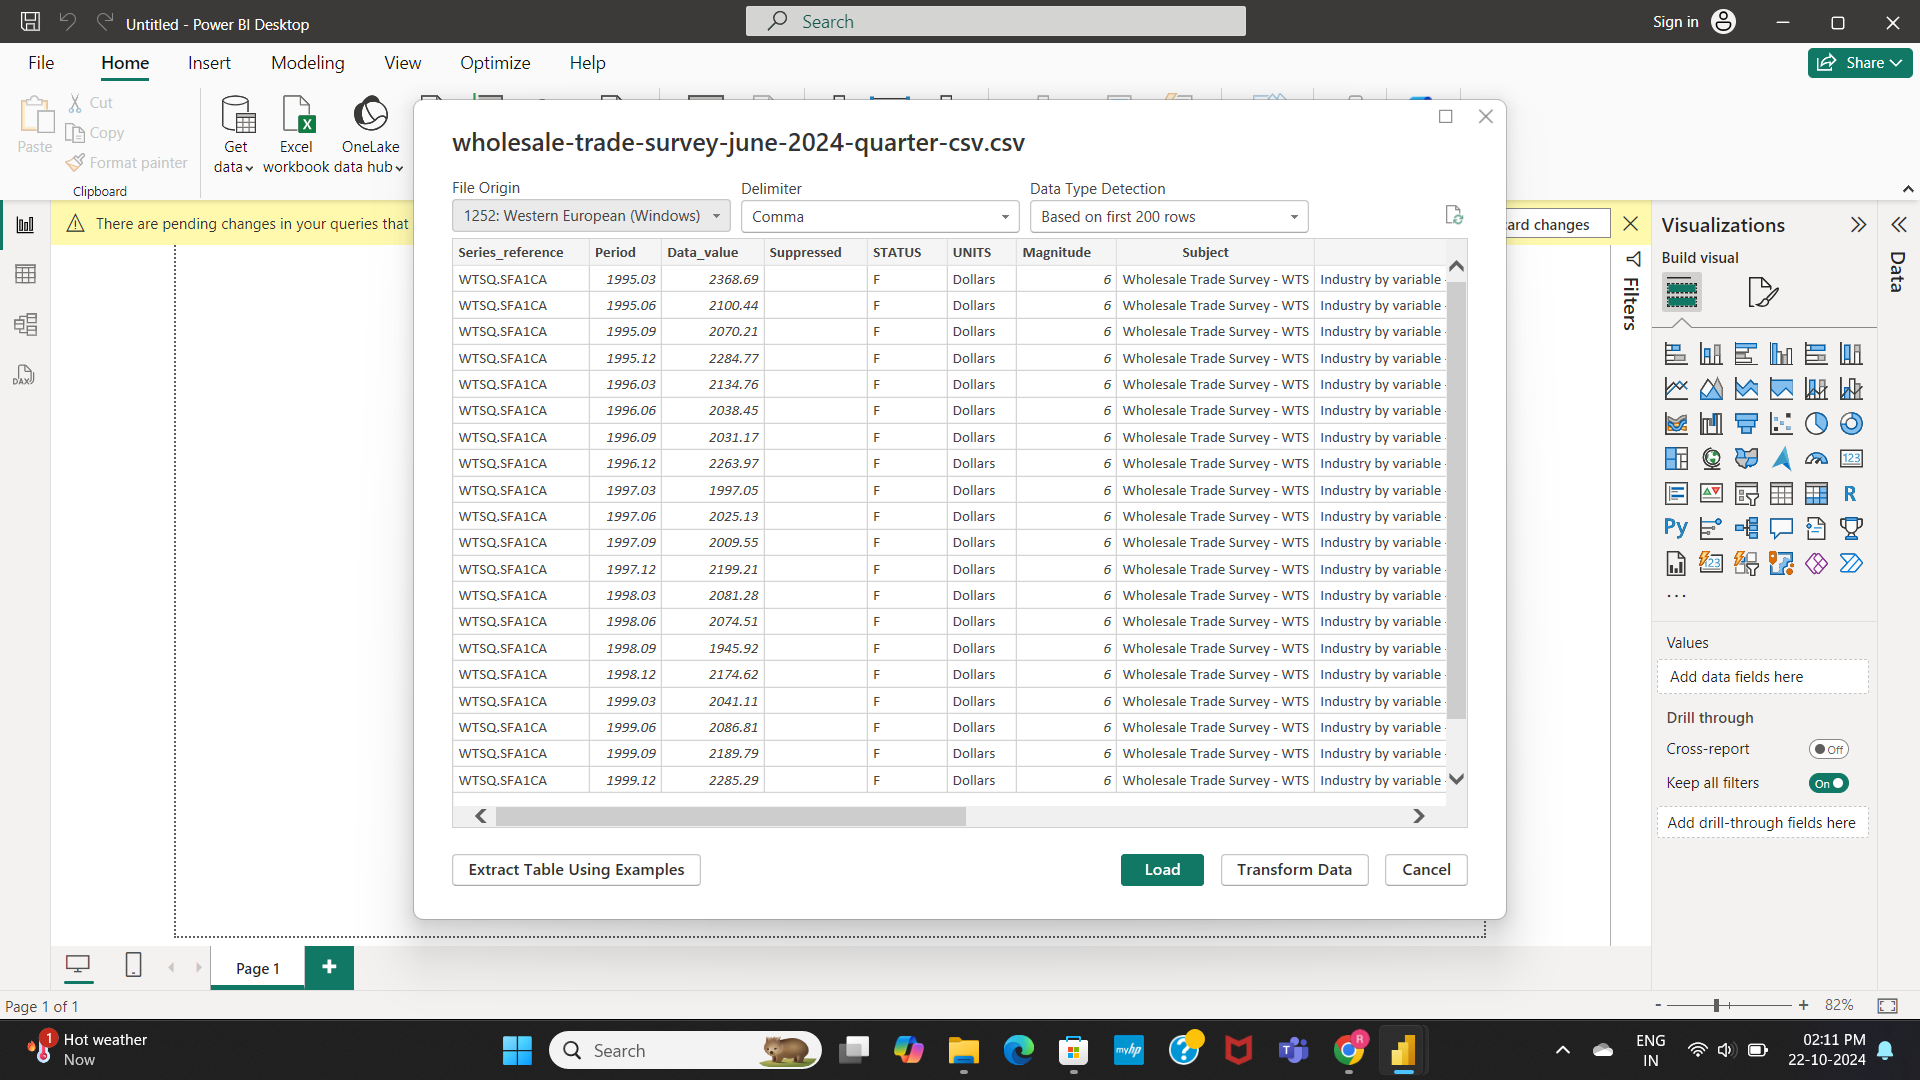 Untitled - Power BI Desktop
Search
Sign in
File Home Insert Modeling View Optimize Help
Share
Paste
Cut
Copy
Format painter
Clipboard
Get data
Excel workbook
OneLake data hub
There are pending changes in your queries that
ard changes
wholesale-trade-survey-june-2024-quarter-csv.csv
File Origin Delimiter Data Type Detection
1252: Western European (Windows) Comma Based on first 200 rows
Series_reference Period Data_value Suppressed STATUS UNITS Magnitude Subject
WTSQ.SFA1CA 1995.03 2368.69 F Dollars 6 Wholesale Trade Survey - WTS Industry by variable
WTSQ.SFA1CA 1995.06 2100.44 F Dollars 6 Wholesale Trade Survey - WTS Industry by variable
WTSQ.SFA1CA 1995.09 2070.21 F Dollars 6 Wholesale Trade Survey - WTS Industry by variable
WTSQ.SFA1CA 1995.12 2284.77 F Dollars 6 Wholesale Trade Survey - WTS Industry by variable
WTSQ.SFA1CA 1996.03 2134.76 F Dollars 6 Wholesale Trade Survey - WTS Industry by variable
WTSQ.SFA1CA 1996.06 2038.45 F Dollars 6 Wholesale Trade Survey - WTS Industry by variable
WTSQ.SFA1CA 1996.09 2031.17 F Dollars 6 Wholesale Trade Survey - WTS Industry by variable
WTSQ.SFA1CA 1996.12 2263.97 F Dollars 6 Wholesale Trade Survey - WTS Industry by variable
WTSQ.SFA1CA 1997.03 1997.05 F Dollars 6 Wholesale Trade Survey - WTS Industry by variable
WTSQ.SFA1CA 1997.06 2025.13 F Dollars 6 Wholesale Trade Survey - WTS Industry by variable
WTSQ.SFA1CA 1997.09 2009.55 F Dollars 6 Wholesale Trade Survey - WTS Industry by variable
WTSQ.SFA1CA 1997.12 2199.21 F Dollars 6 Wholesale Trade Survey - WTS Industry by variable
WTSQ.SFA1CA 1998.03 2081.28 F Dollars 6 Wholesale Trade Survey - WTS Industry by variable
WTSQ.SFA1CA 1998.06 2074.51 F Dollars 6 Wholesale Trade Survey - WTS Industry by variable
WTSQ.SFA1CA 1998.09 1945.92 F Dollars 6 Wholesale Trade Survey - WTS Industry by variable
WTSQ.SFA1CA 1998.12 2174.62 F Dollars 6 Wholesale Trade Survey - WTS Industry by variable
WTSQ.SFA1CA 1999.03 2041.11 F Dollars 6 Wholesale Trade Survey - WTS Industry by variable
WTSQ.SFA1CA 1999.06 2086.81 F Dollars 6 Wholesale Trade Survey - WTS Industry by variable
WTSQ.SFA1CA 1999.09 2189.79 F Dollars 6 Wholesale Trade Survey - WTS Industry by variable
WTSQ.SFA1CA 1999.12 2285.29 F Dollars 6 Wholesale Trade Survey - WTS Industry by variable
Extract Table Using Examples Load Transform Data Cancel
Filters
Visualizations
Build visual
123
R
Py
123
...
Values
Add data fields here
Drill through
Cross-report Off
Keep all filters On
Add drill-through fields here
Data
DAX
Page 1
+
Page 1 of 1
- + 82%
1
Hot weather
Now
Search
myhp
?
T
R
ENG
IN
02:11 PM
22-10-2024